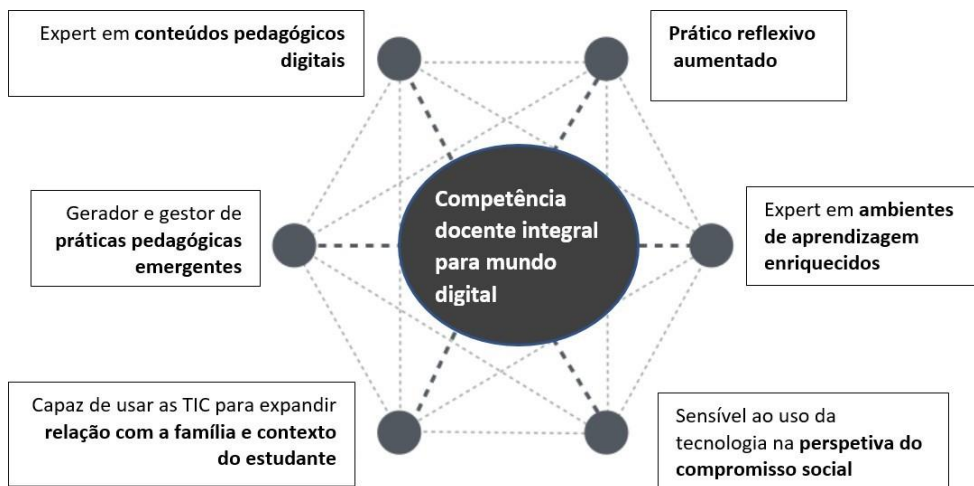 Expert em conteúdos pedagógicos
digitais
Prático reflexivo
aumentado
Gerador e gestor de
práticas pedagógicas
emergentes
Competência
docente integral
para mundo
digital
Expert em ambientes
de aprendizagem
enriquecidos
Capaz de usar as TIC para expandir
relação com a família e contexto
do estudante
Sensível ao uso da
tecnologia na perspetiva do
compromisso social